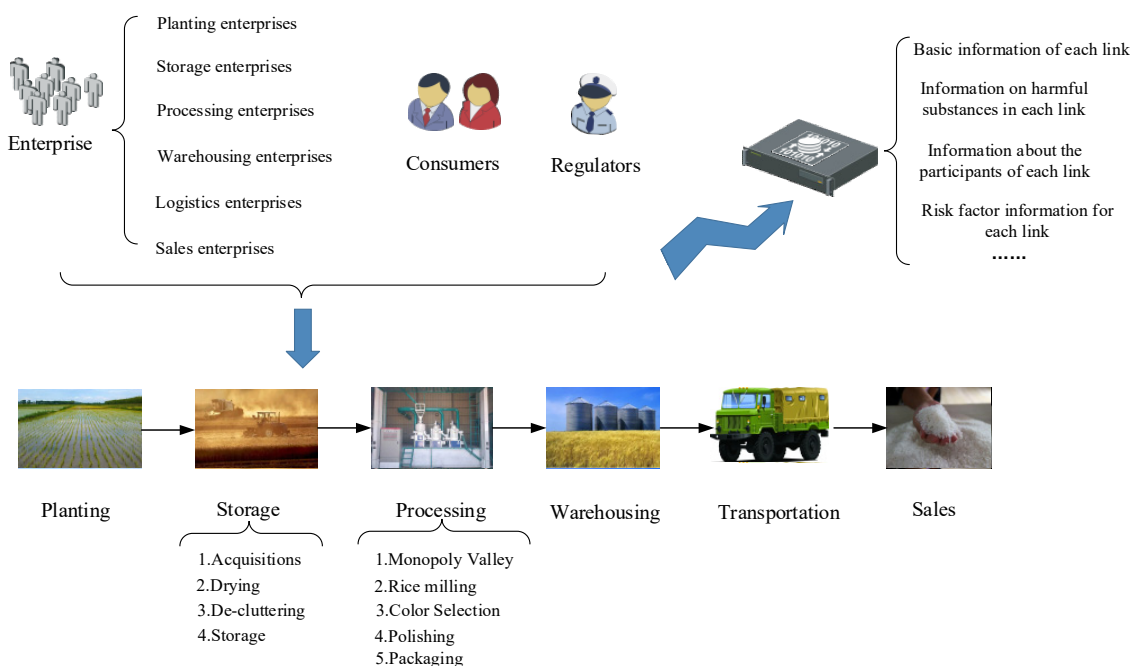 Planting enterprises
Storage enterprises
Processing enterprises
Warehousing enterprises
Logistics enterprises
Sales enterprises
Enterprise
Consumers
Regulators
101010
101010
Basic information of each link
Information on harmful
substances in each link
Information about the
participants of each link
Risk factor information for
each link
……
Planting
Storage
Processing
Warehousing
Transportation
Sales
1.Acquisitions
2.Drying
3.De-cluttering
4.Storage
1.Monopoly Valley
2.Rice milling
3.Color Selection
4.Polishing
5.Packaging